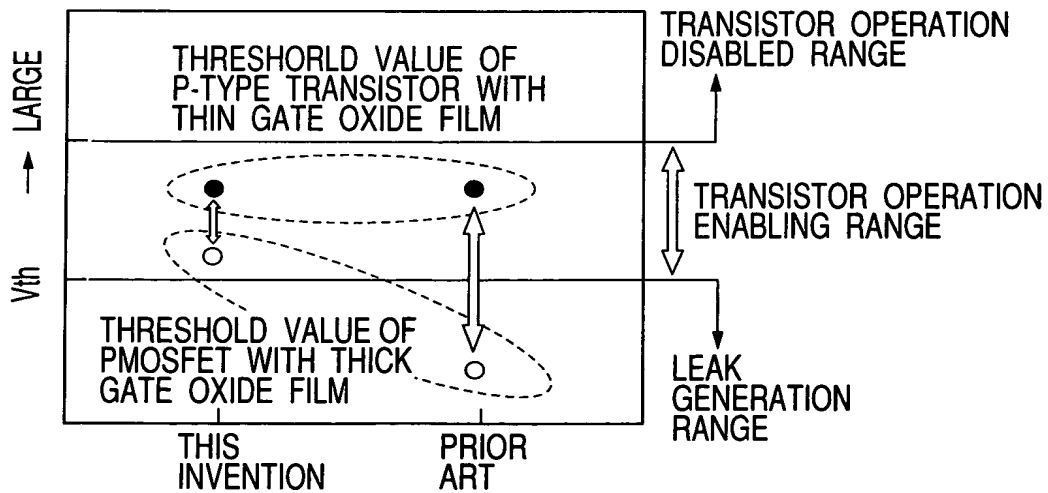 TRANSISTOR OPERATION
DISABLED RANGE
THRESHORLD VALUE OF
P-TYPE TRANSISTOR WITH
THIN GATE OXIDE FILM
Vth → LARGE
TRANSISTOR OPERATION
ENABLING RANGE
THRESHOLD VALUE OF
PMOSFET WITH THICK
GATE OXIDE FILM
LEAK
GENERATION
RANGE
THIS
INVENTION
PRIOR
ART